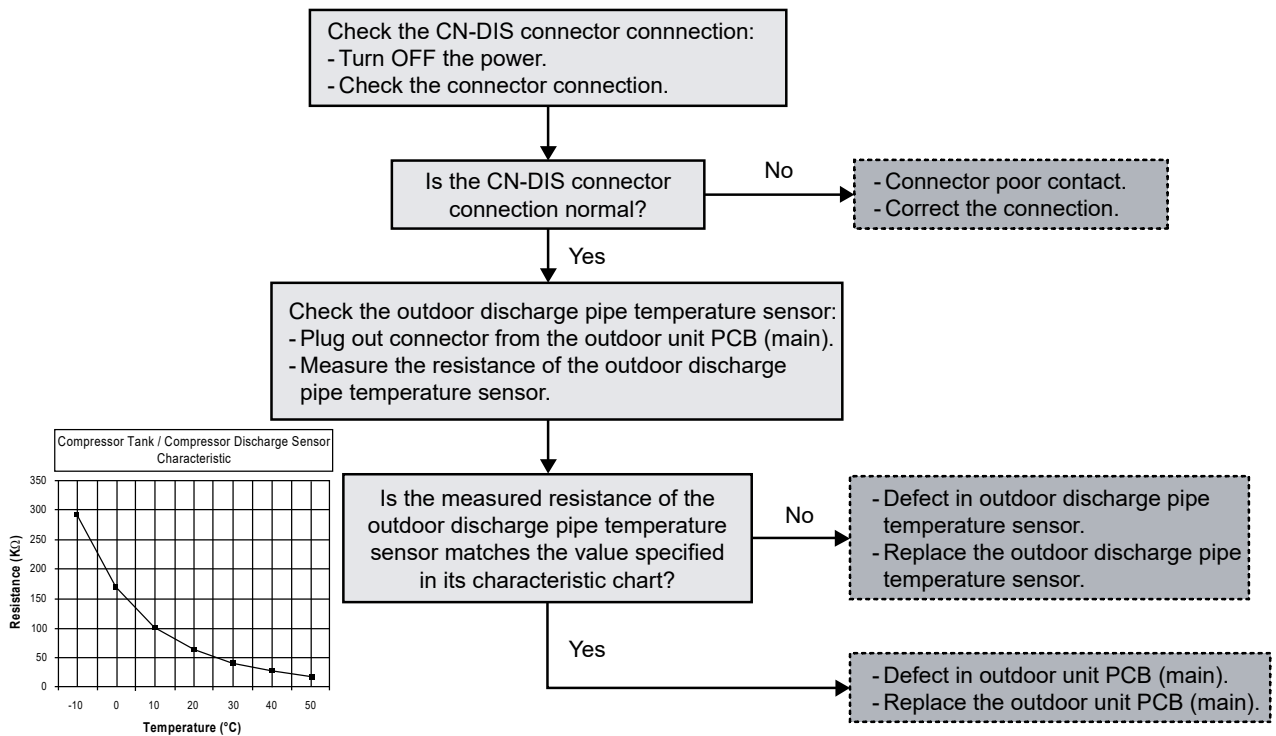 Check the CN-DIS connector connnection:
- Turn OFF the power.
- Check the connector connection.
Is the CN-DIS connector
connection normal?
No
- Connector poor contact.
- Correct the connection.
Yes
Check the outdoor discharge pipe temperature sensor:
- Plug out connector from the outdoor unit PCB (main).
- Measure the resistance of the outdoor discharge
pipe temperature sensor.
Compressor Tank / Compressor Discharge Sensor
Characteristic
350
300
250
200
150
100
50
0
Resistance (KΩ)
-10 0 10 20 30 40 50
Temperature (°C)
Is the measured resistance of the
outdoor discharge pipe temperature
sensor matches the value specified
in its characteristic chart?
No
- Defect in outdoor discharge pipe
temperature sensor.
- Replace the outdoor discharge pipe
temperature sensor.
Yes
- Defect in outdoor unit PCB (main).
- Replace the outdoor unit PCB (main).